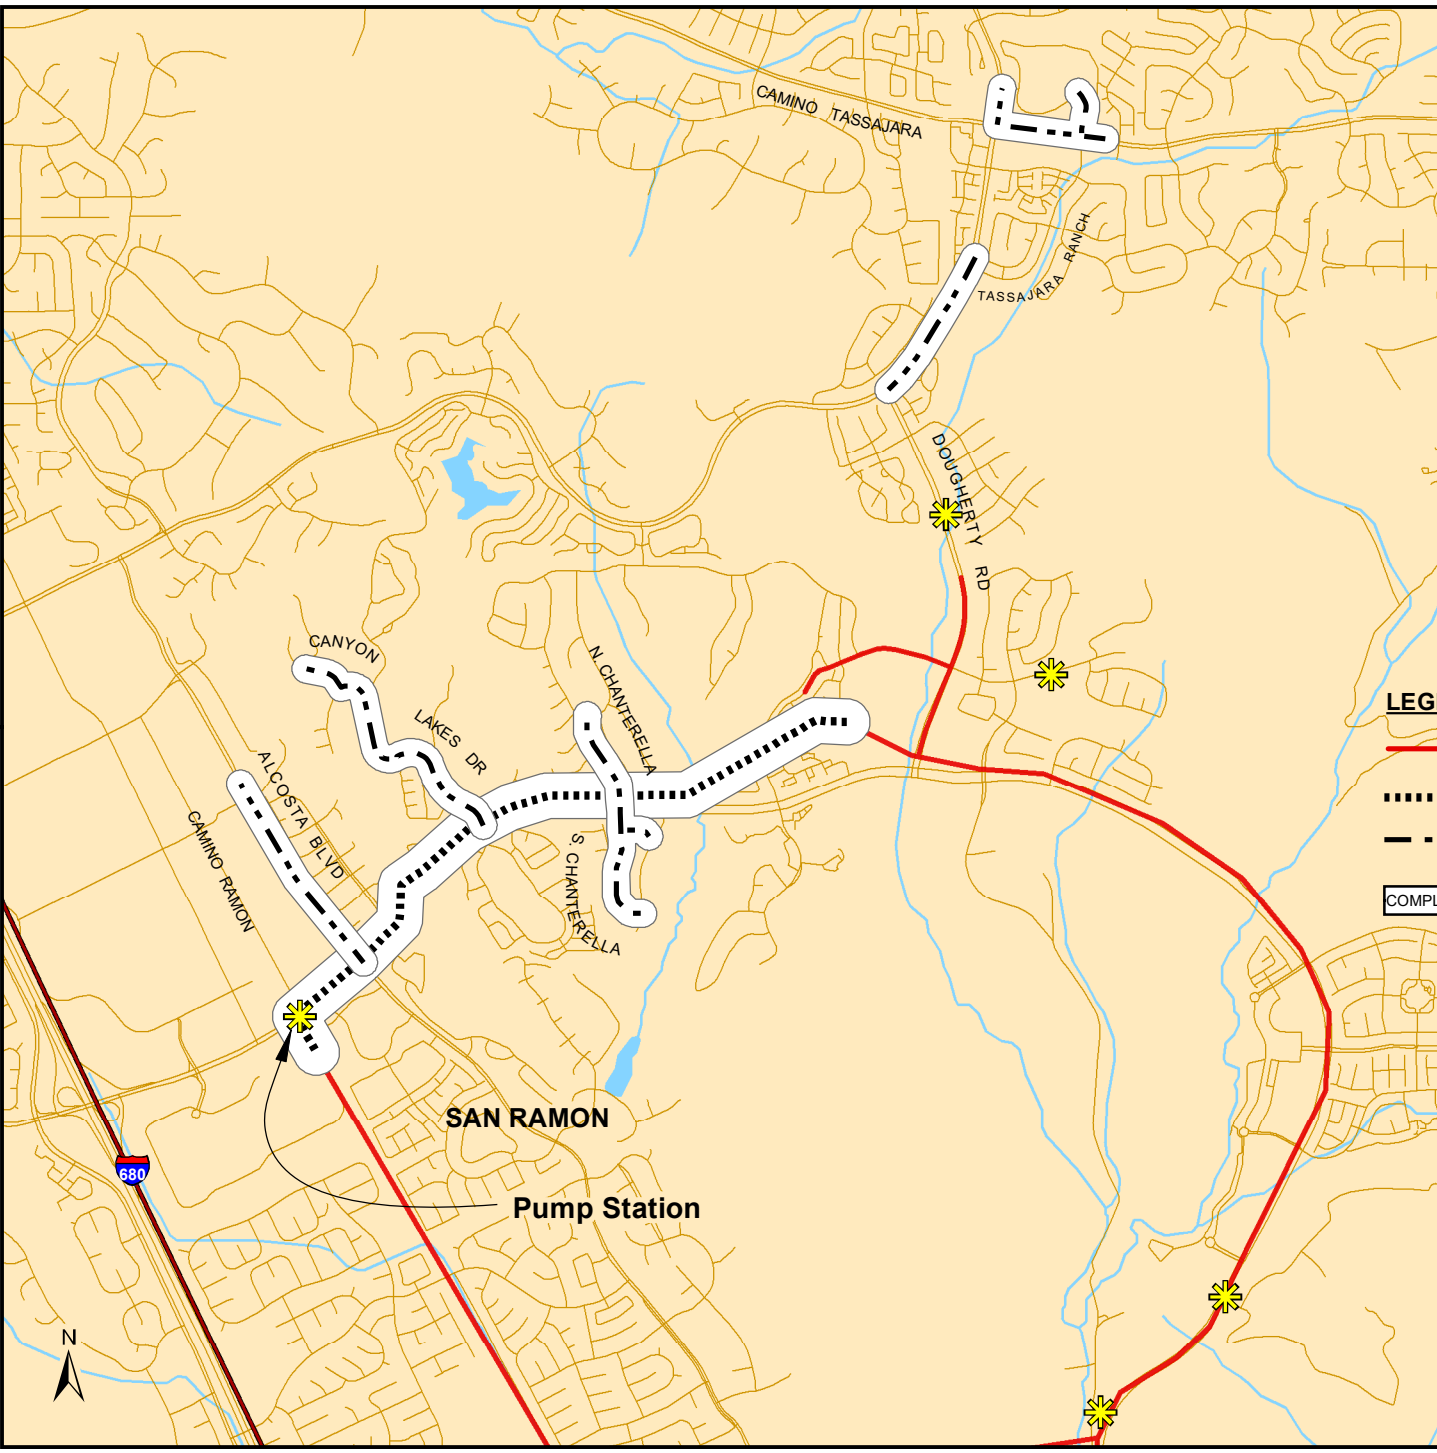 CAMINO TASSAJARA
TASSAJARA RANCH
DOUGHERTY RD
CANYON
LAKES DR
N. CHANTERELLA
LEG
ALCOSTA BLVD
CAMINO RAMON
S. CHANTERELLA
COMPL
SAN RAMON
680
Pump Station
N